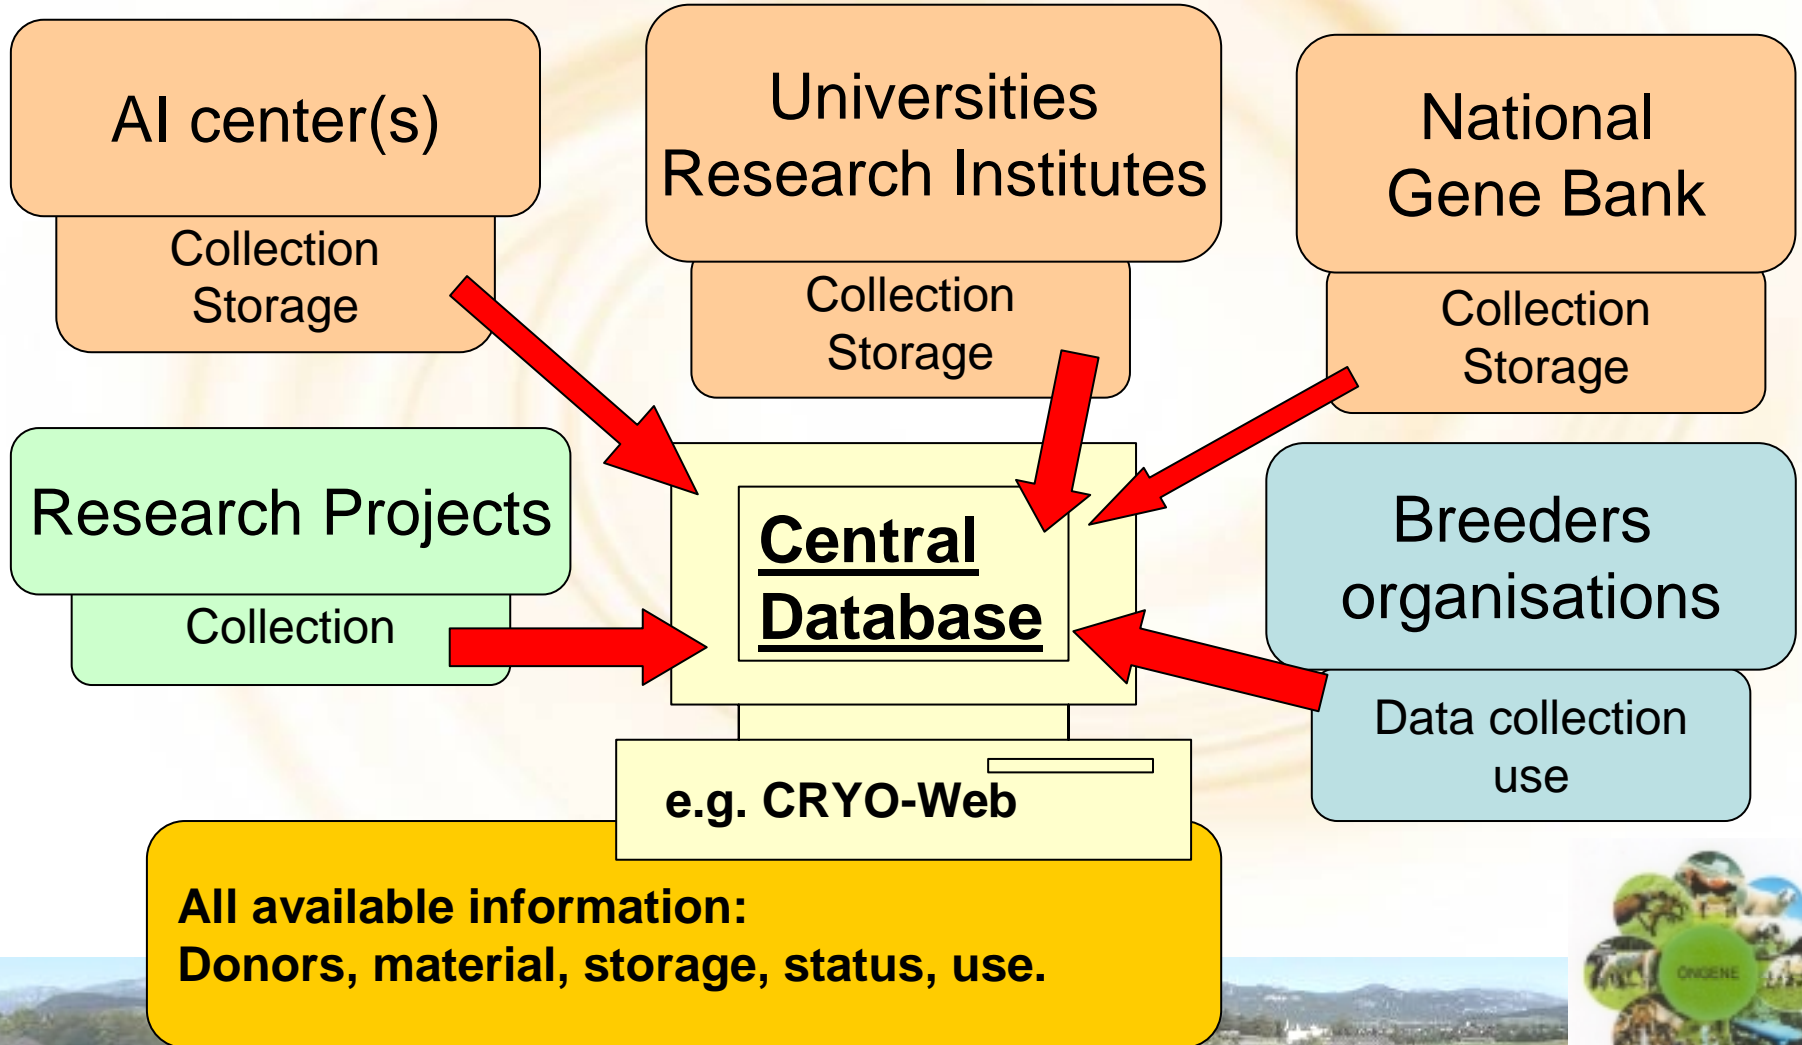 AI center(s)
Collection
Storage
Universities
Research Institutes
Collection
Storage
National
Gene Bank
Collection
Storage
Research Projects
Collection
Central
Database
e.g. CRYO-Web
Breeders
organisations
Data collection
use
All available information:
Donors, material, storage, status, use.
ÖNGENE